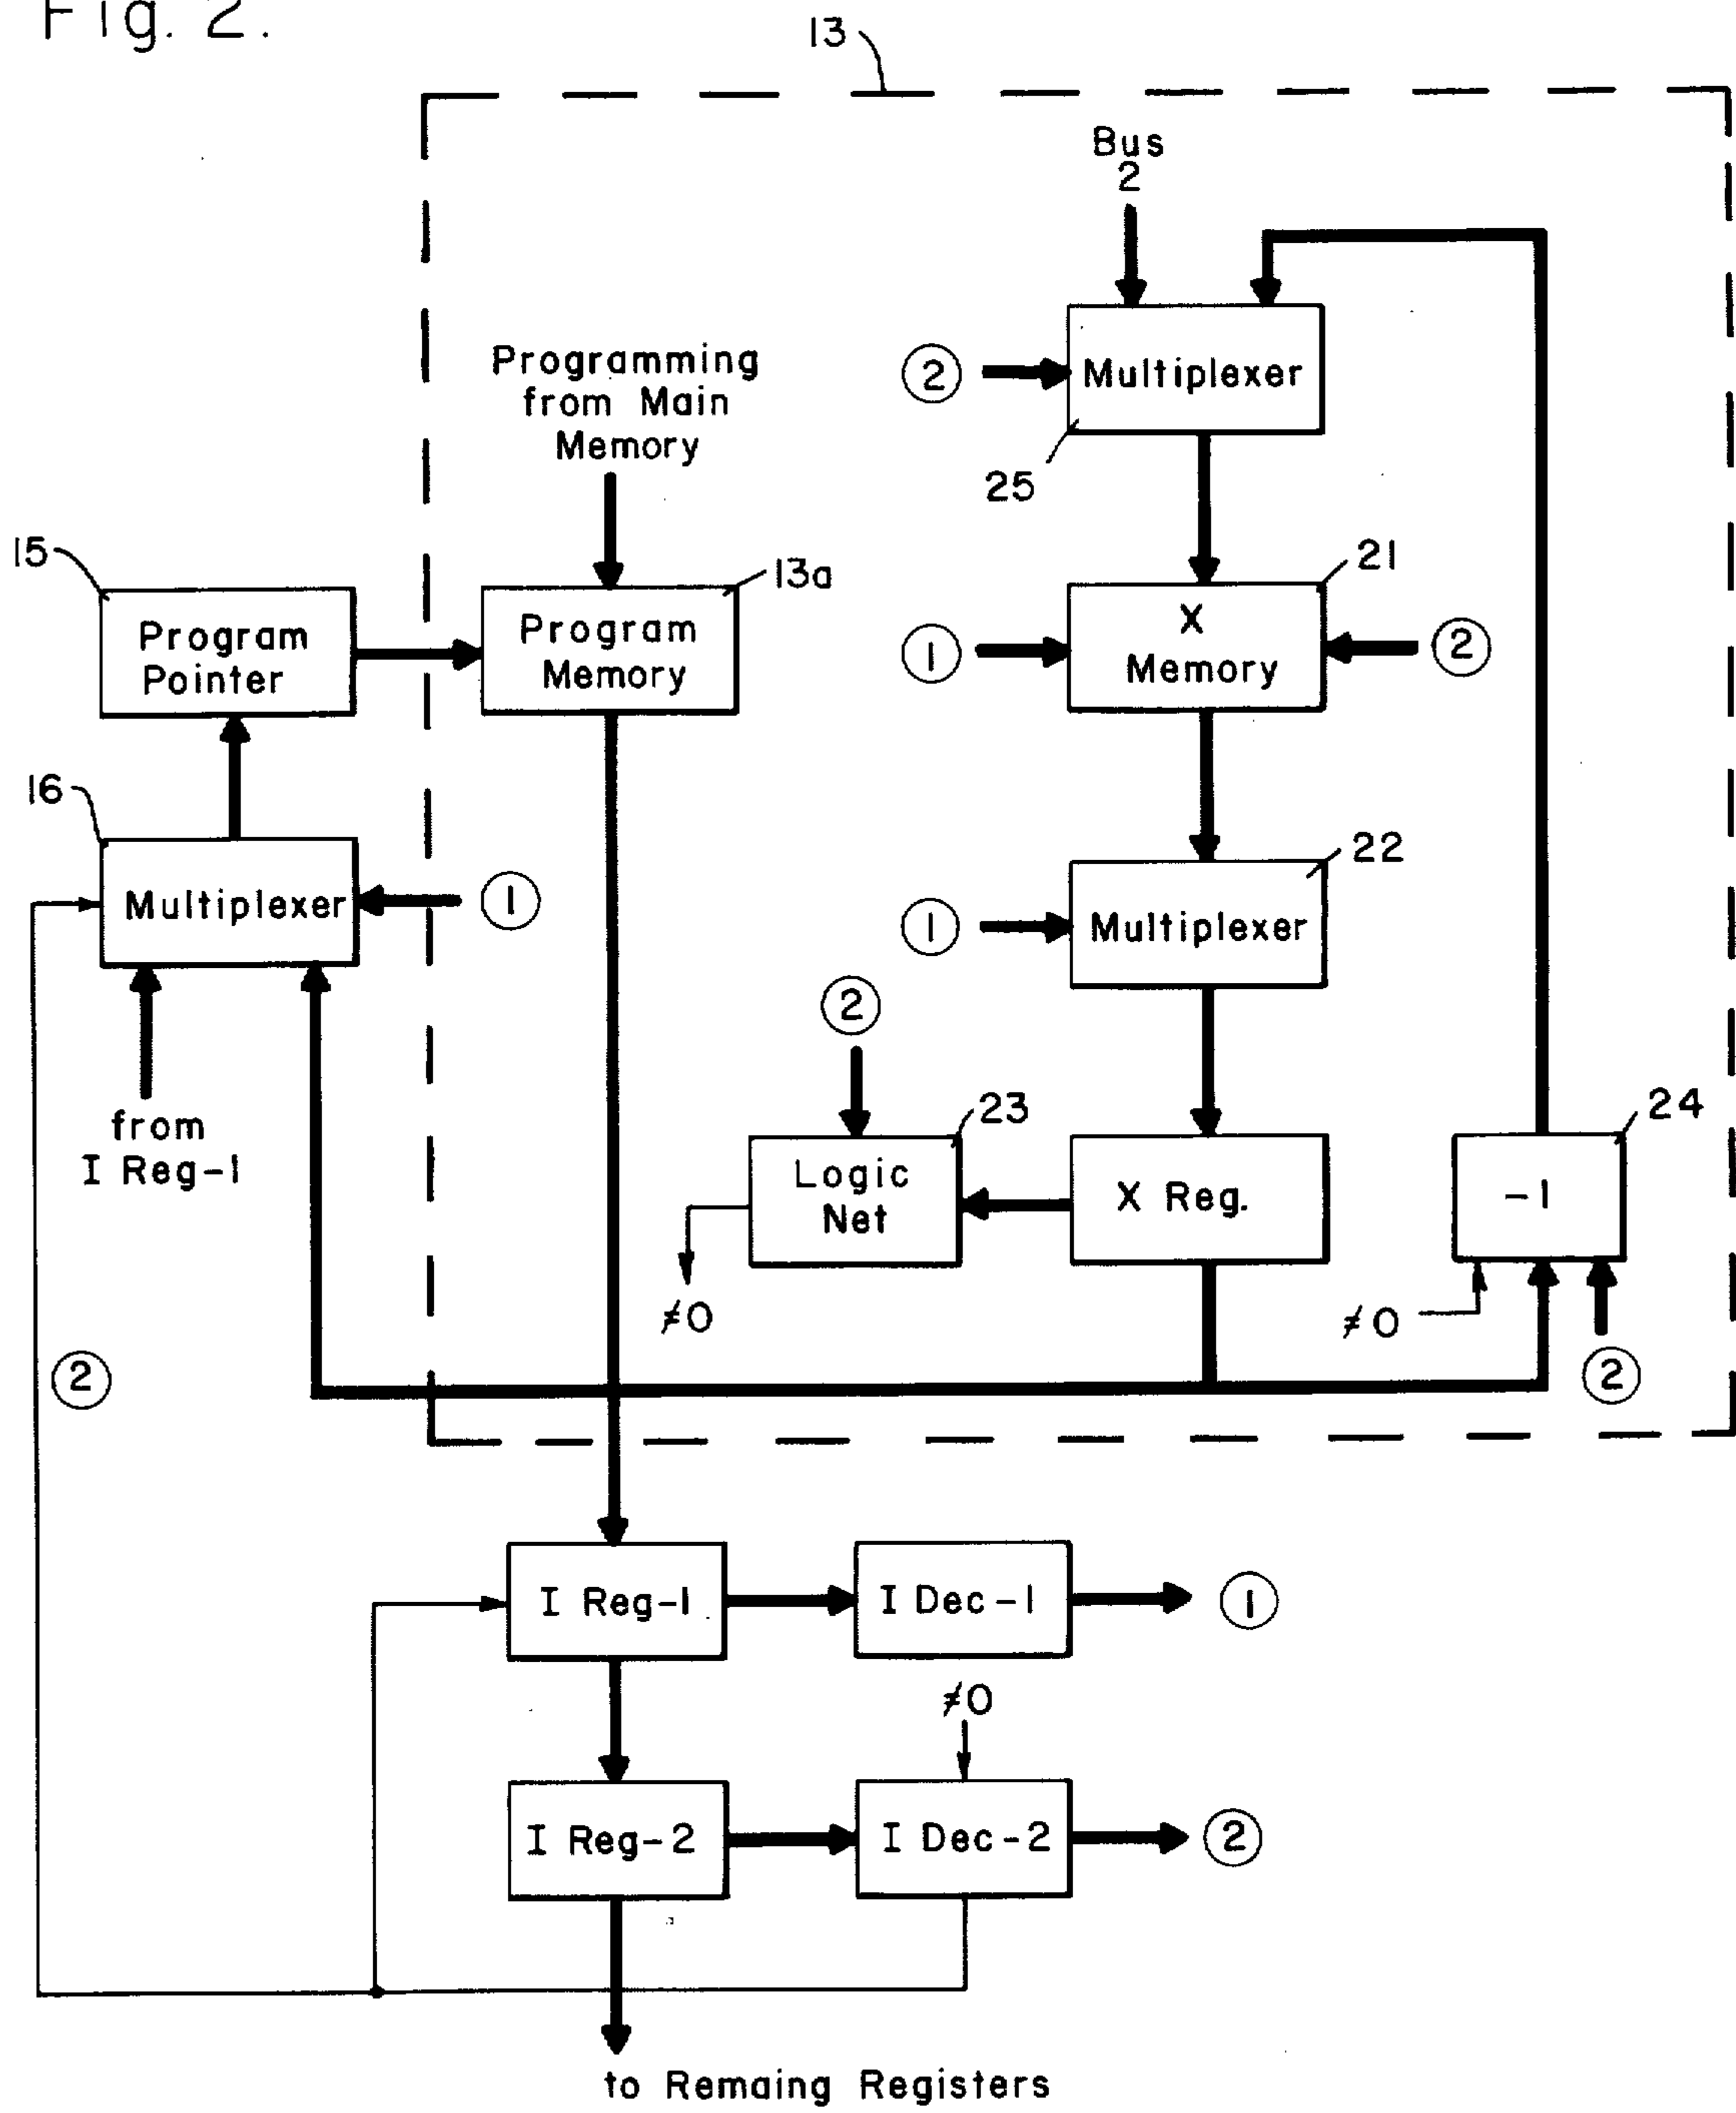 Fig. 2.
13
Bus
2
Programming
from Main
Memory
2
Multiplexer
25
15
13a
21
Program
Pointer
Program
Memory
1
X
Memory
2
16
22
Multiplexer
1
1
Multiplexer
2
from
I Reg-1
23
24
Logic
Net
X Reg.
-1
≠0
≠0
2
2
I Reg-1
I Dec-1
1
≠0
I Reg-2
I Dec-2
2
to Remaing Registers